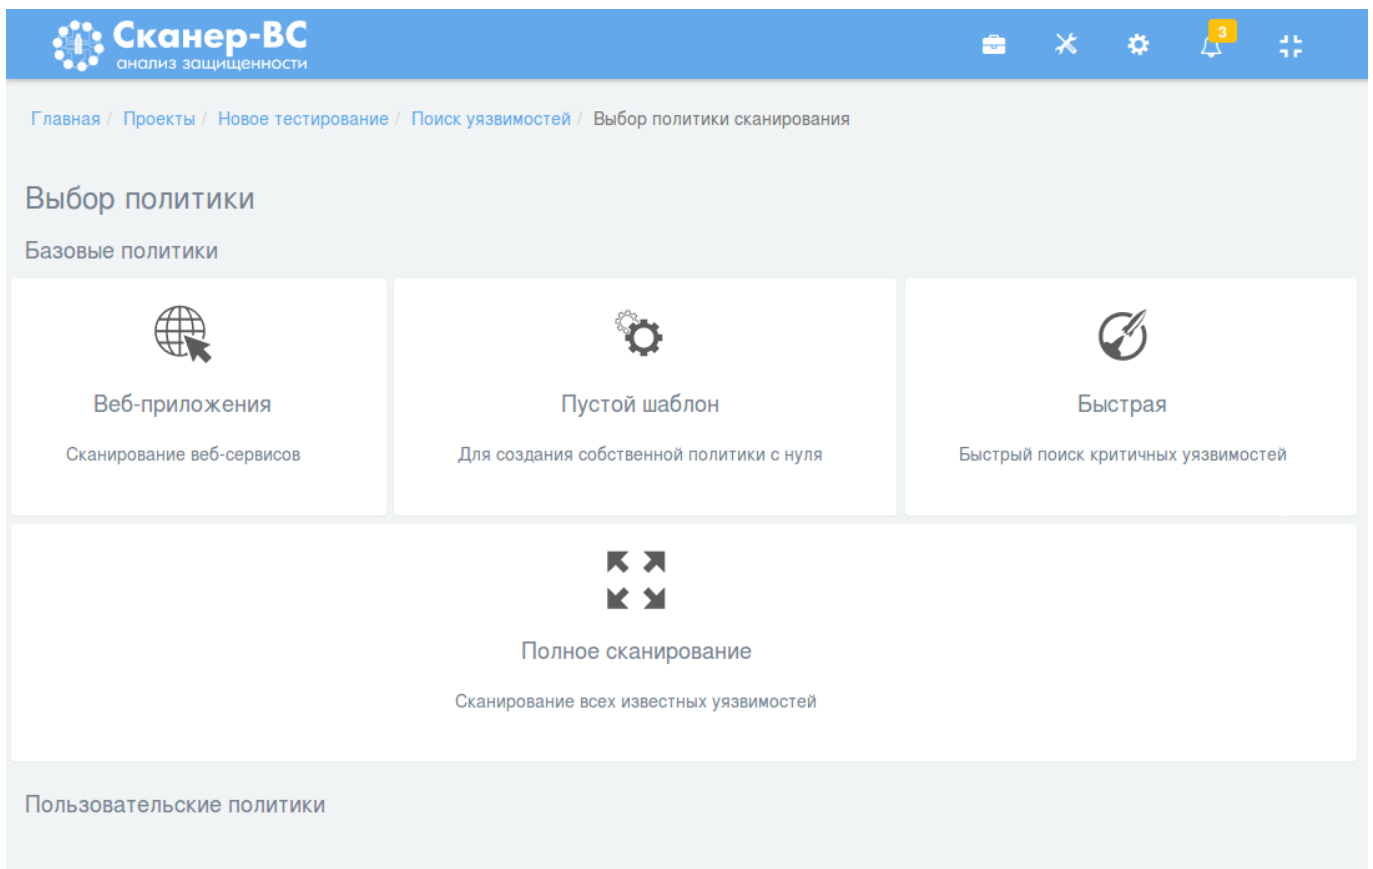 Сканер-ВС
анализ защищенности
3
Главная / Проекты / Новое тестирование / Поиск уязвимостей / Выбор политики сканирования
Выбор политики
Базовые политики
Веб-приложения
Сканирование веб-сервисов
Пустой шаблон
Для создания собственной политики с нуля
Быстрая
Быстрый поиск критичных уязвимостей
Полное сканирование
Сканирование всех известных уязвимостей
Пользовательские политики